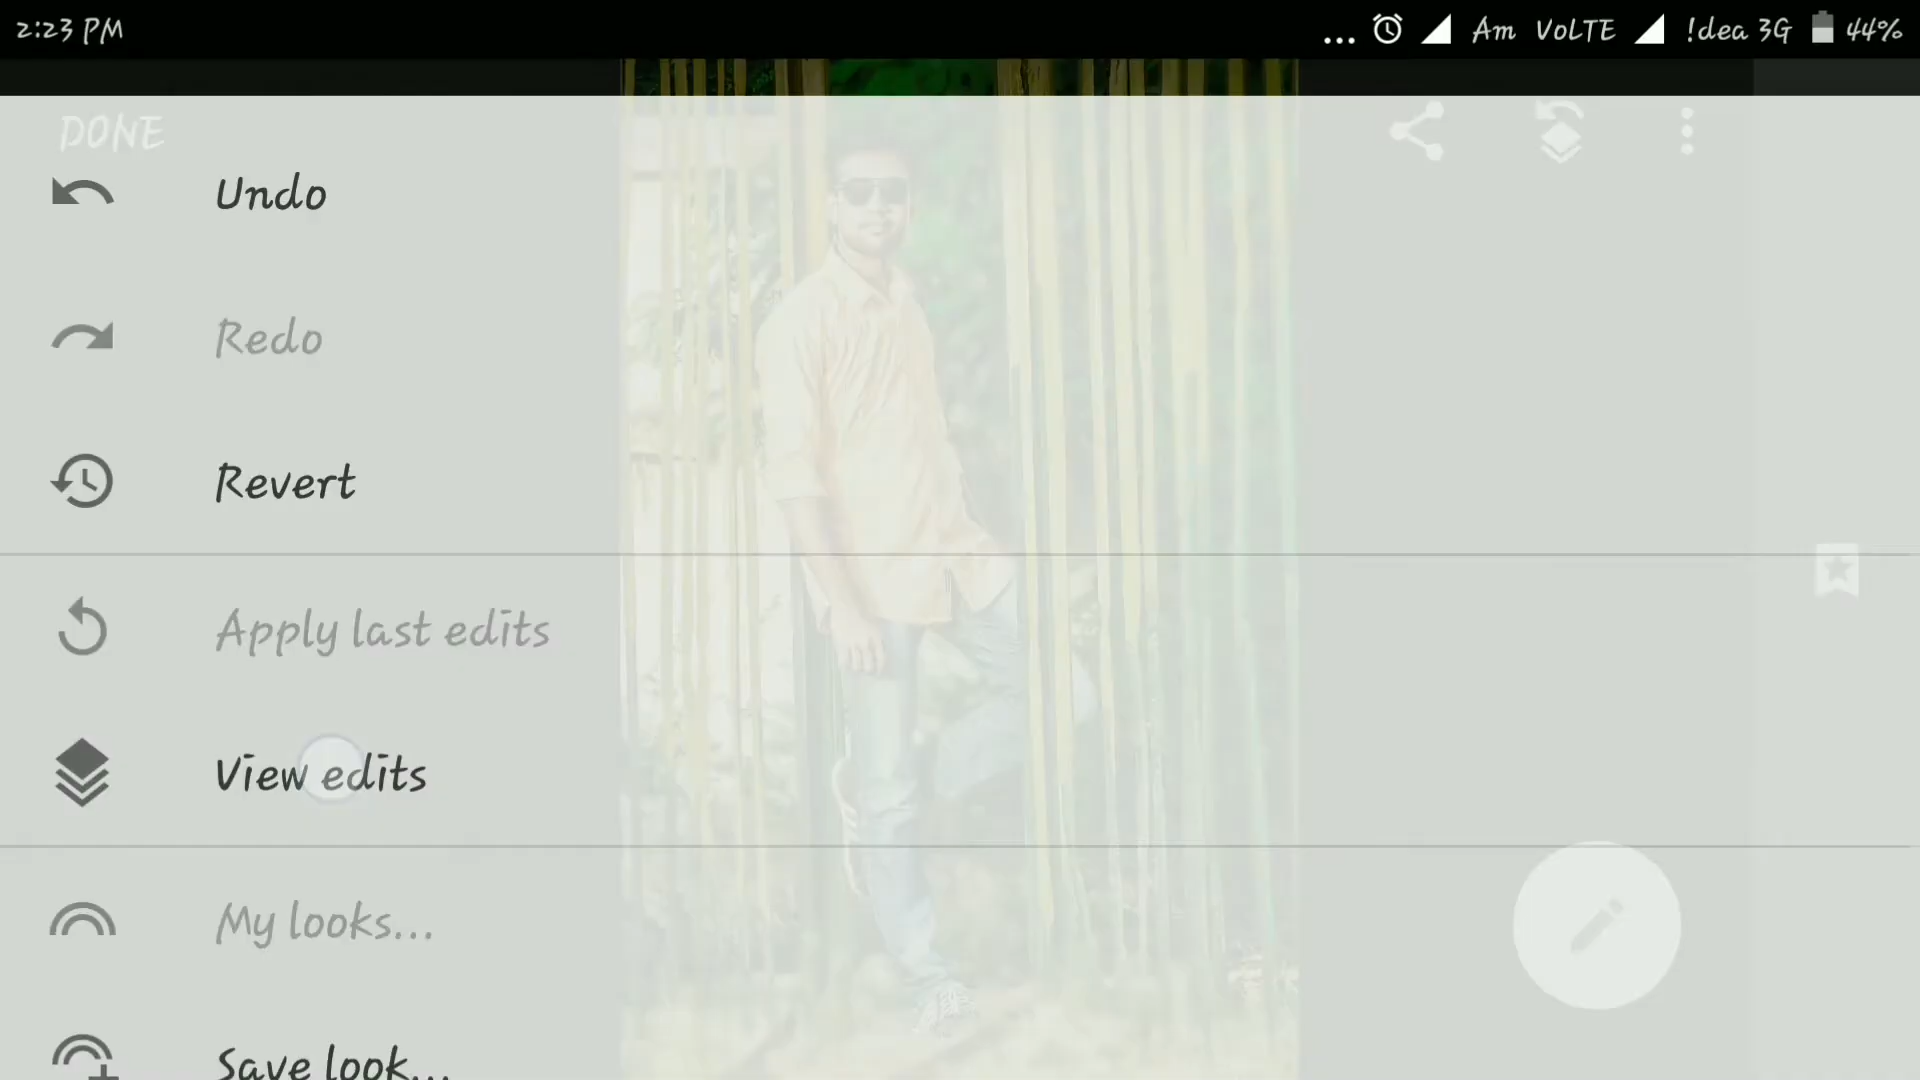 2:23 PM ... Am VoLTE !dea 3G 44%
DONE
Undo
Redo
Revert
Apply last edits
View edits
My looks...
Save look...